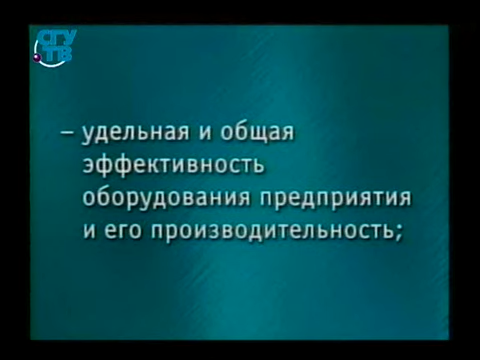 СГУ
ТВ
– удельная и общая
эффективность
оборудования предприятия
и его производительность;